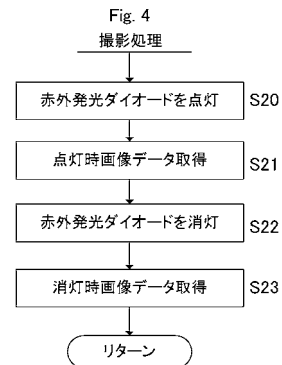 Fig. 4
撮影処理
赤外発光ダイオードを点灯 S20
点灯時画像データ取得 S21
赤外発光ダイオードを消灯 S22
消灯時画像データ取得 S23
リターン